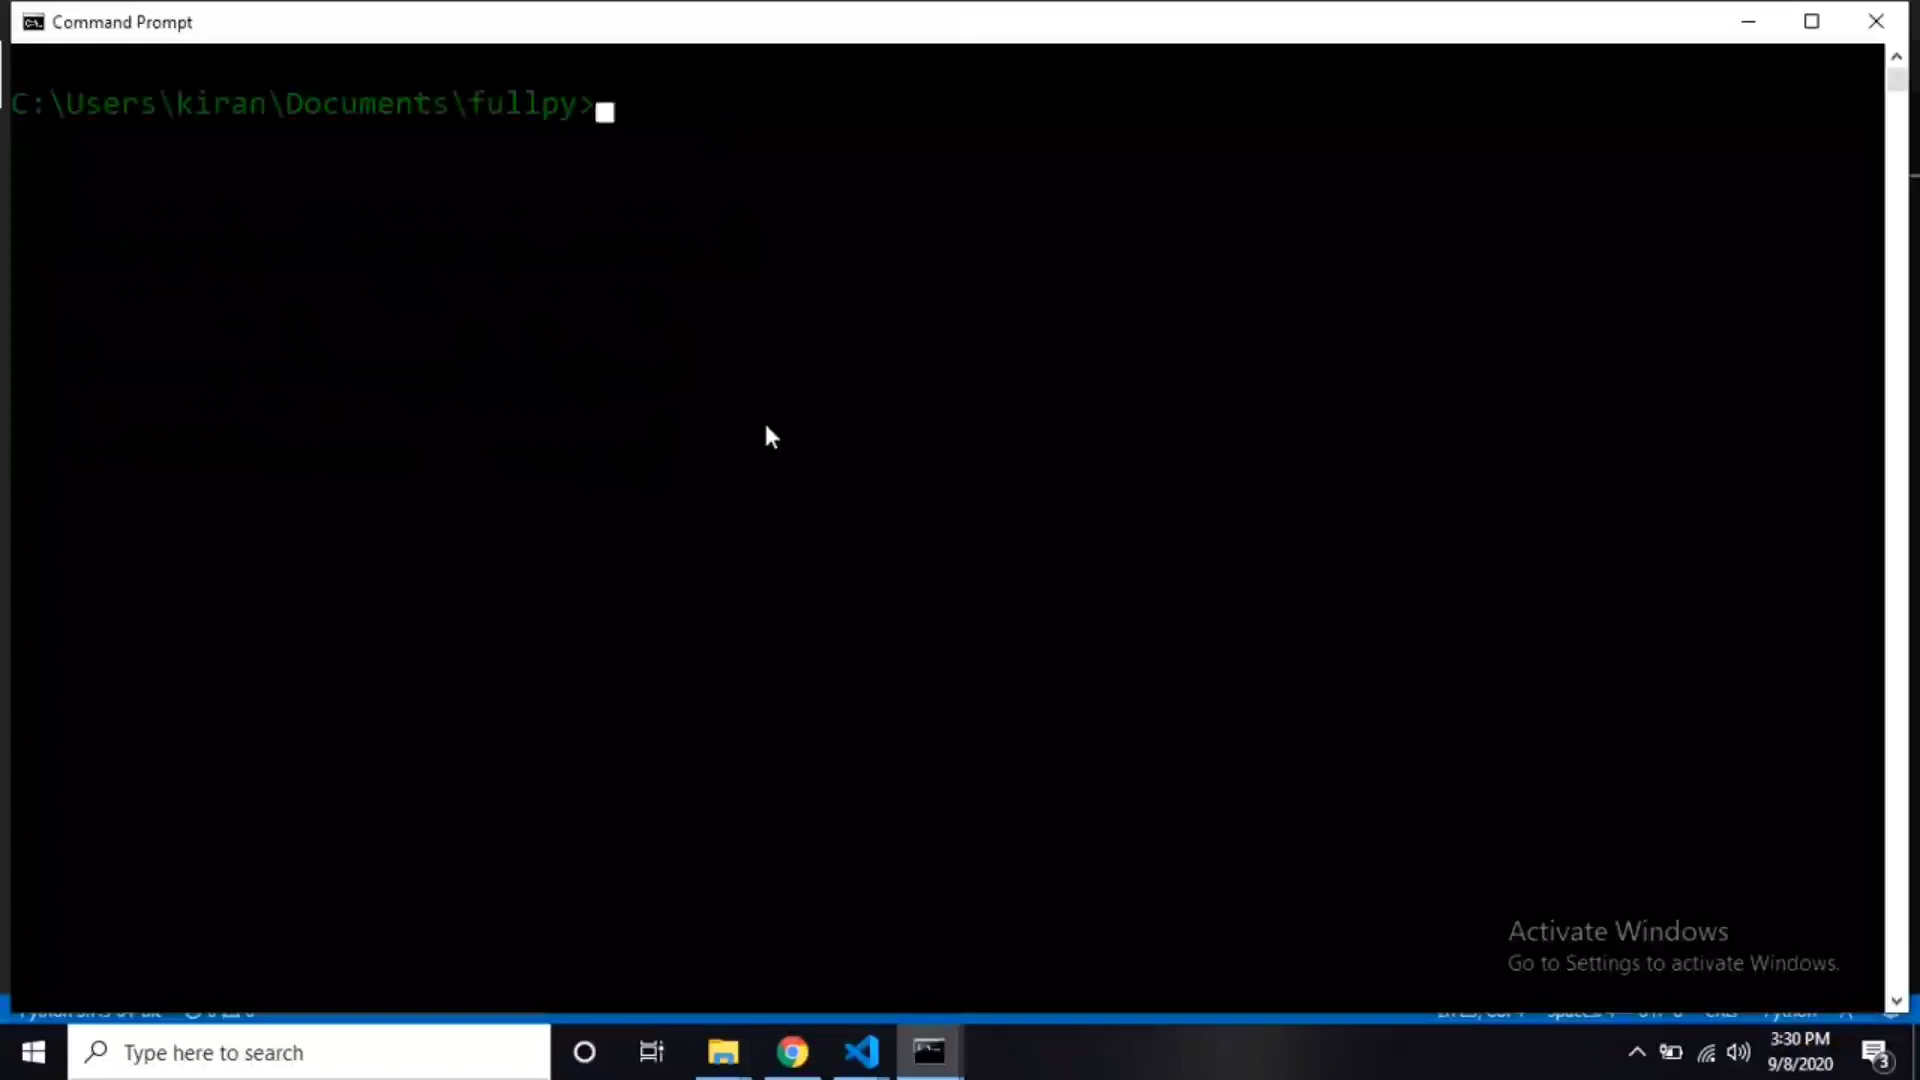 Command Prompt
C:\Users\kiran\Documents\fullpy>
Activate Windows
Go to Settings to activate Windows.
Type here to search
3:30 PM
9/8/2020
3